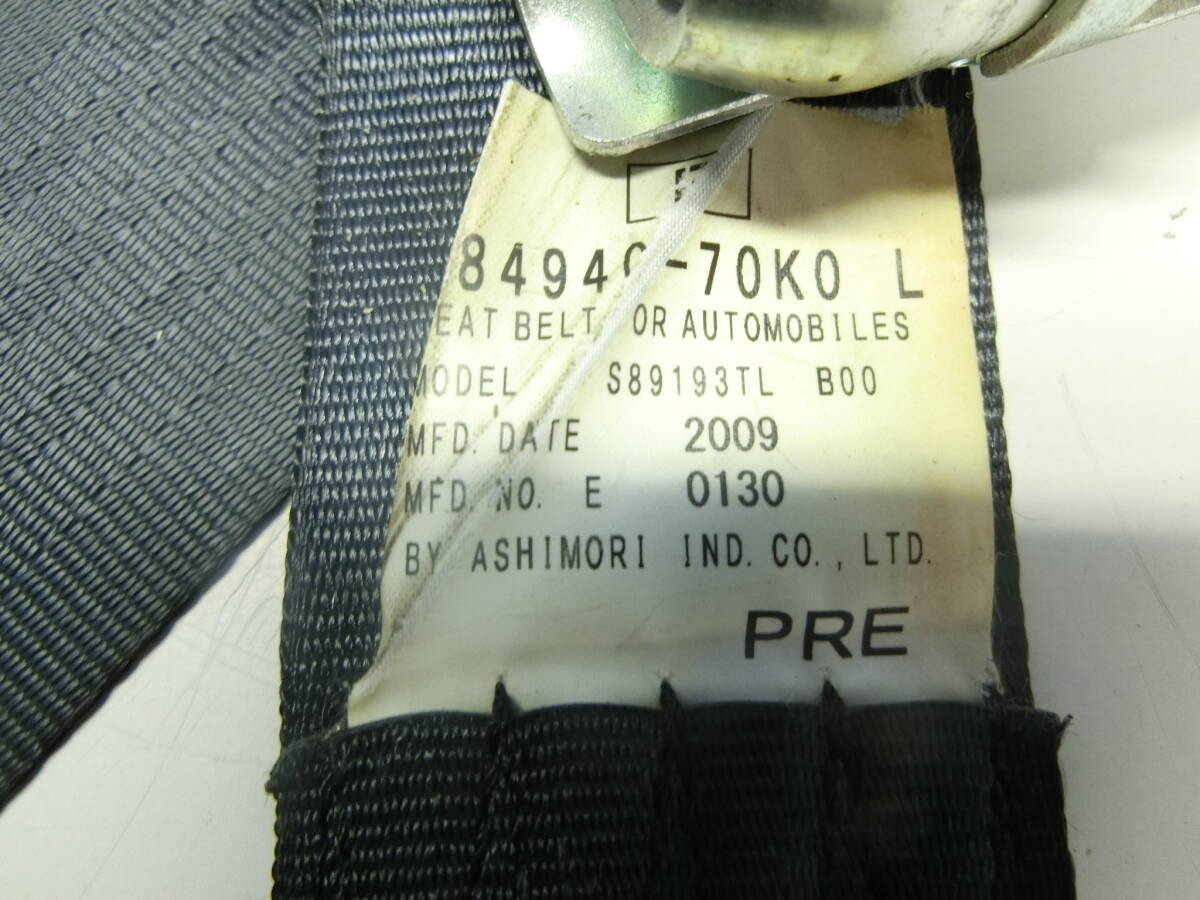 84940-70K0 L
EAT BELT OR AUTOMOBILES
MODEL S89193TL B00
MFD. DATE 2009
MFD. NO. E 0130
BY ASHIMORI IND. CO., LTD.
PRE